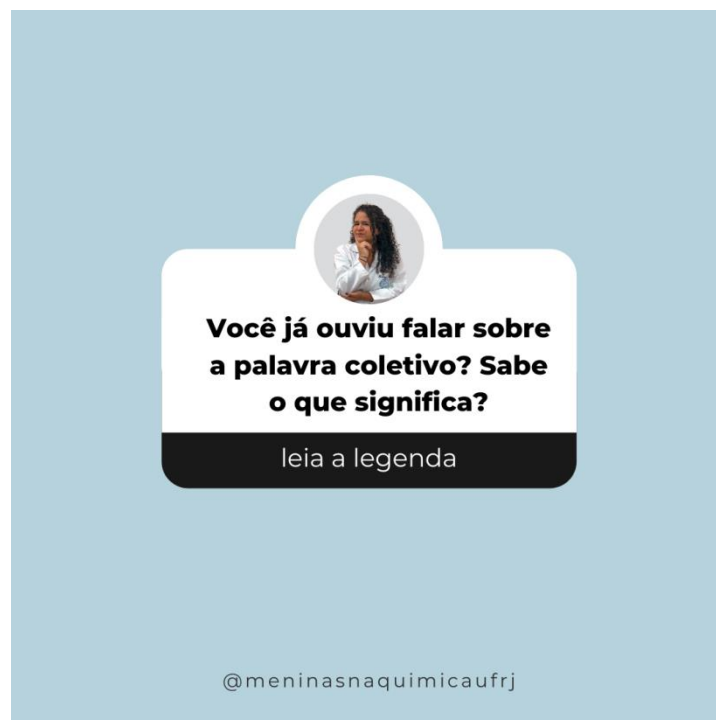 Você já ouviu falar sobre
a palavra coletivo? Sabe
o que significa?
leia a legenda
@meninasnaquimicaufrj